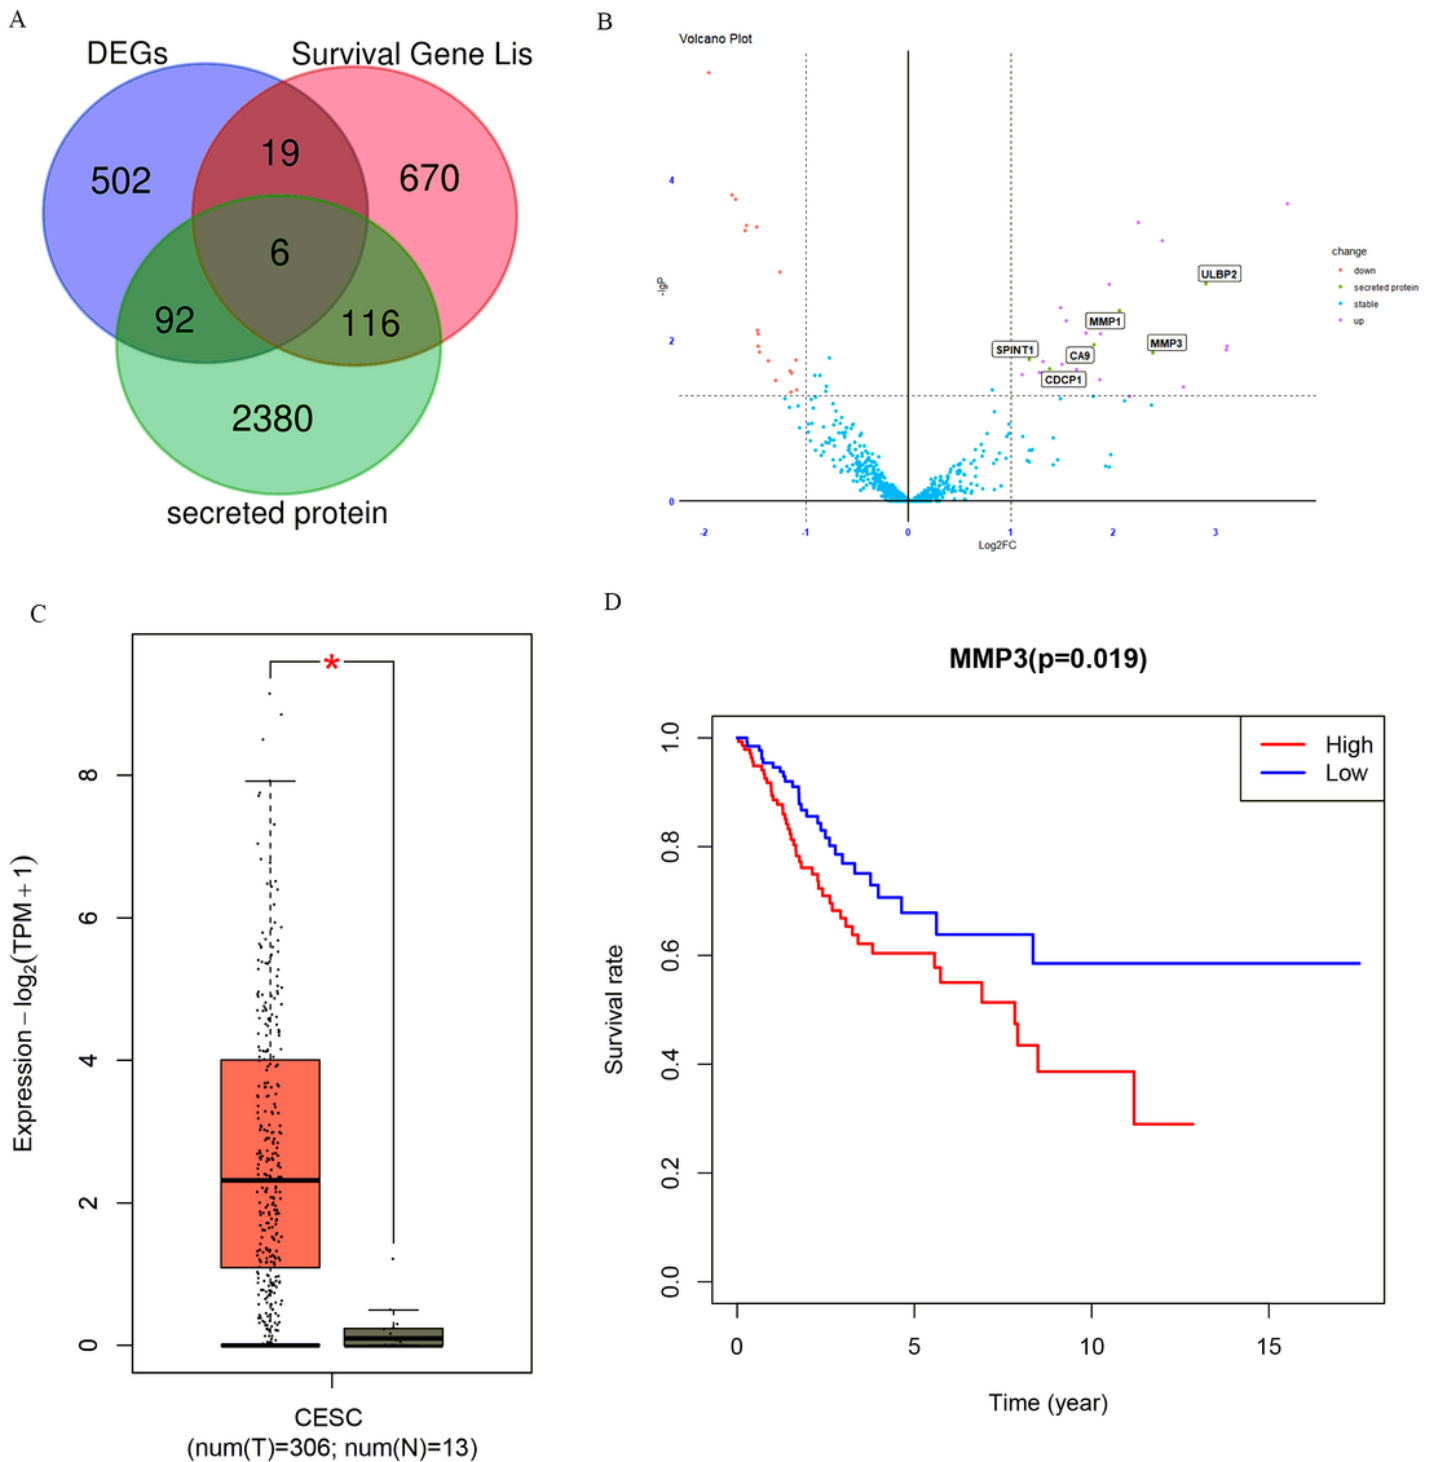 A
DEGs
Survival Gene Lis
502
19
670
6
92
116
2380
secreted protein
B
Volcano Plot
4
2
0
-lgP
-2
-1
0
1
2
3
Log2FC
ULBP2
MMP1
MMP3
SPINT1
CA9
CDCP1
change
down
secreted protein
stable
up
C
Expression – log2(TPM + 1)
8
6
4
2
0
*
CESC
(num(T)=306; num(N)=13)
D
MMP3(p=0.019)
High
Low
Survival rate
1.0
0.8
0.6
0.4
0.2
0.0
0
5
10
15
Time (year)